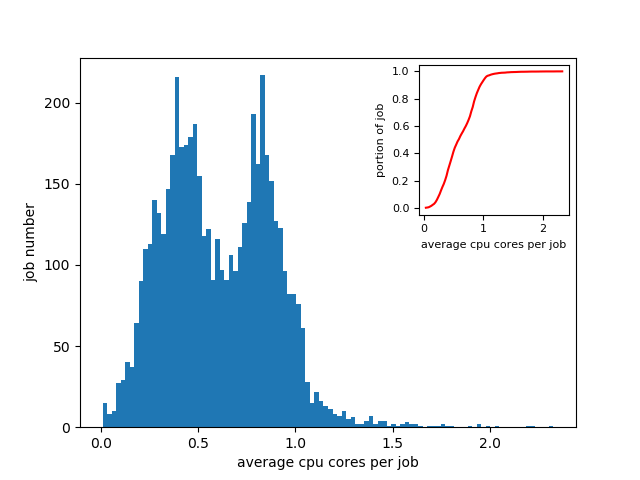 200
150
100
50
0
job number
0.0 0.5 1.0 1.5 2.0
average cpu cores per job
1.0
0.8
0.6
0.4
0.2
0.0
portion of job
0 1 2
average cpu cores per job